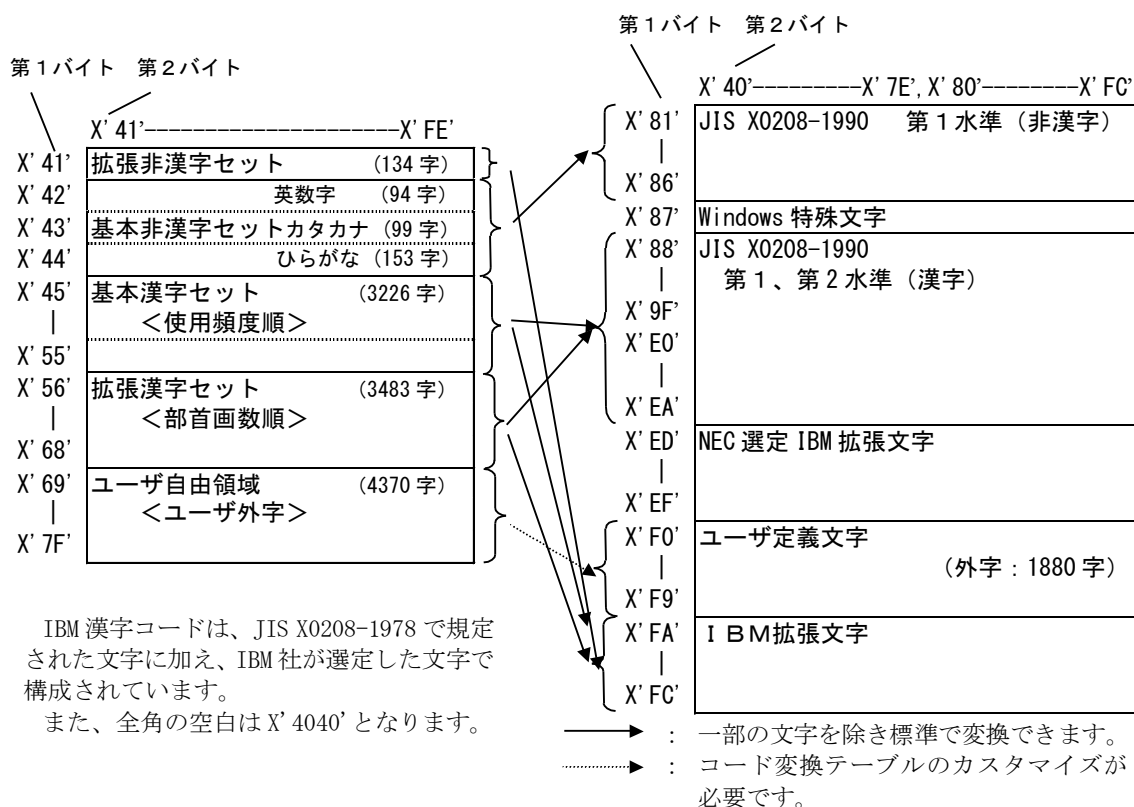 第1バイト 第2バイト
X'41'----------------------X'FE'
X'41' 拡張非漢字セット (134字)
X'42' 英数字 (94字)
X'43' 基本非漢字セットカタカナ (99字)
X'44' ひらがな (153字)
X'45' 基本漢字セット (3226字)
| <使用頻度順>
X'55'
X'56' 拡張漢字セット (3483字)
| <部首画数順>
X'68'
X'69' ユーザ自由領域 (4370字)
| <ユーザ外字>
X'7F'
IBM漢字コードは、JIS X0208-1978で規定
された文字に加え、IBM社が選定した文字で
構成されています。
また、全角の空白はX'4040'となります。
第1バイト 第2バイト
X'40'---------X'7E',X'80'--------X'FC'
X'81' JIS X0208-1990 第1水準（非漢字）
|
X'86'
X'87' Windows特殊文字
X'88' JIS X0208-1990
| 第1、第2水準（漢字）
X'9F'
X'E0'
|
X'EA'
X'ED' NEC選定IBM拡張文字
|
X'EF'
X'F0' ユーザ定義文字
| （外字：1880字）
X'F9'
X'FA' ＩＢＭ拡張文字
|
X'FC'
： 一部の文字を除き標準で変換できます。
： コード変換テーブルのカスタマイズが
必要です。